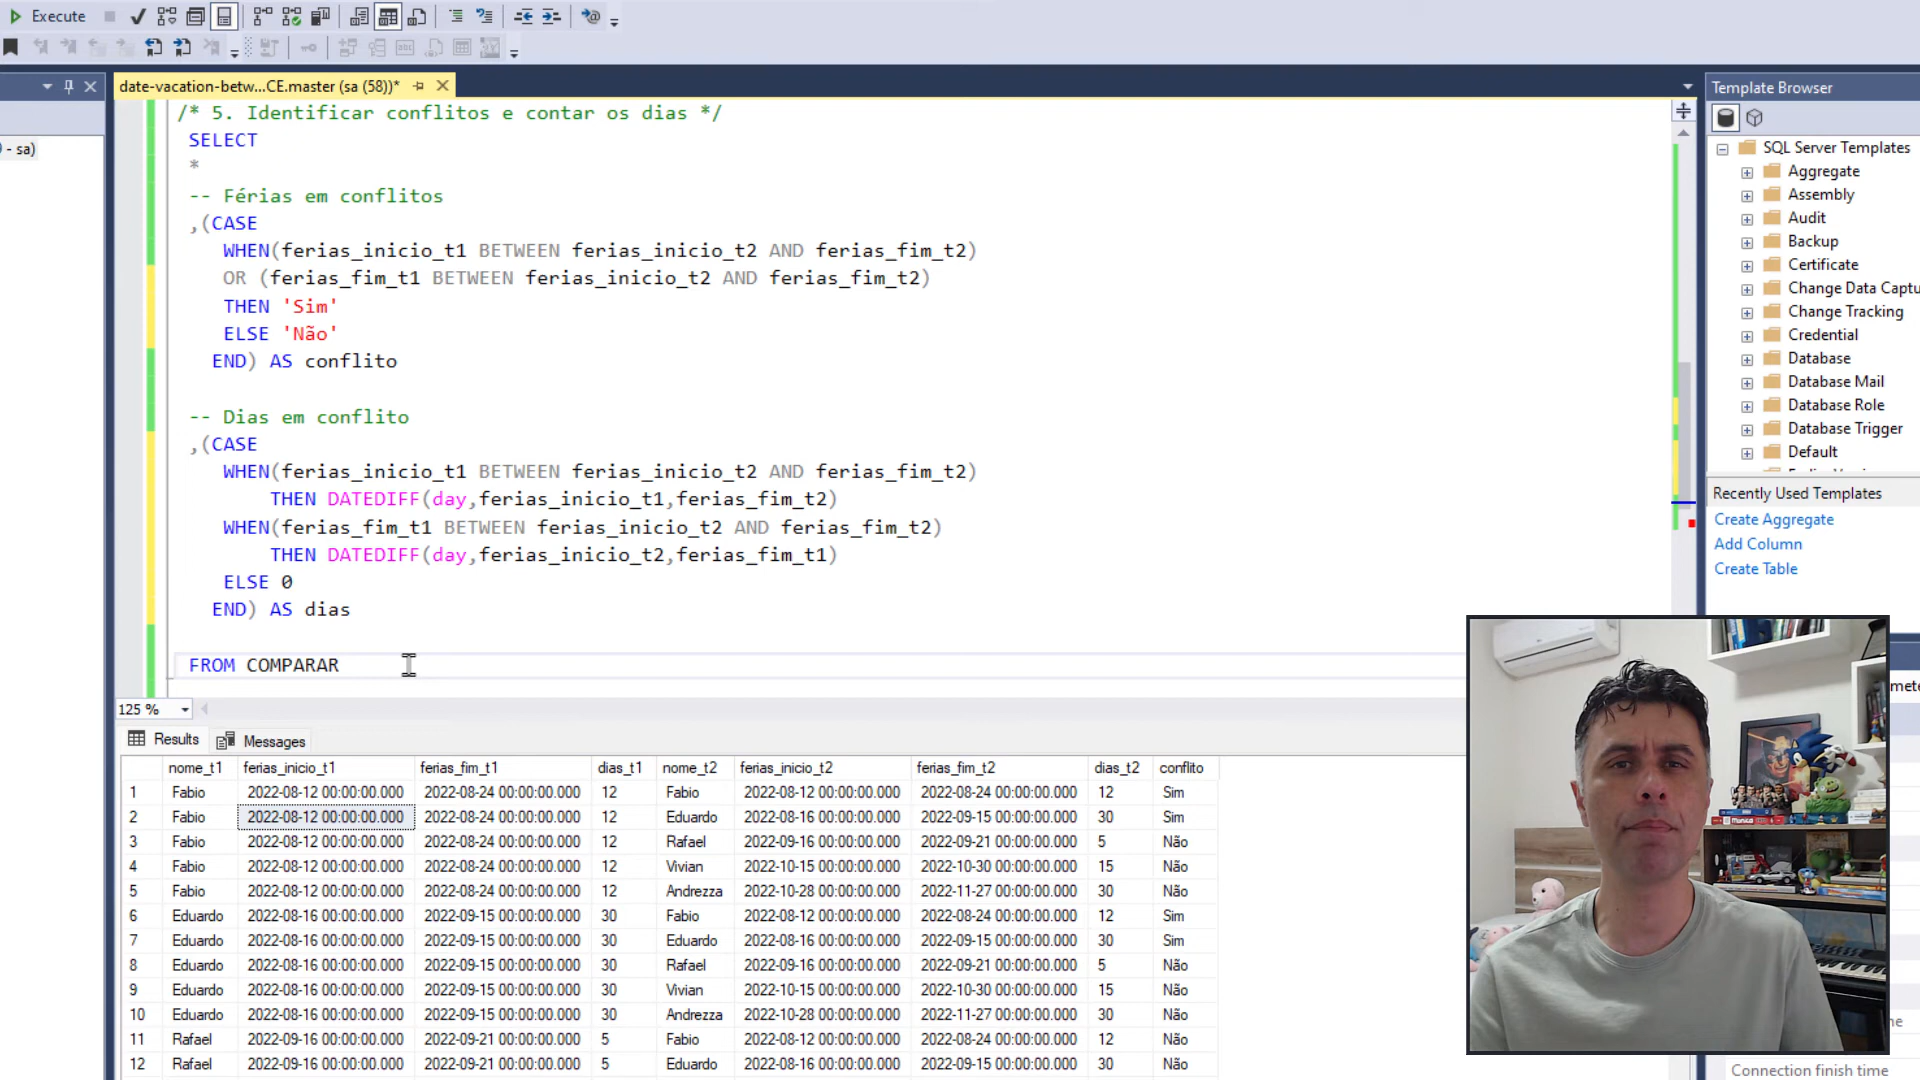 Execute
date-vacation-betw...CE.master (sa (58))*
- sa)
/* 5. Identificar conflitos e contar os dias */
SELECT
*
-- Férias em conflitos
,(CASE
WHEN(ferias_inicio_t1 BETWEEN ferias_inicio_t2 AND ferias_fim_t2)
OR (ferias_fim_t1 BETWEEN ferias_inicio_t2 AND ferias_fim_t2)
THEN 'Sim'
ELSE 'Não'
END) AS conflito
-- Dias em conflito
,(CASE
WHEN(ferias_inicio_t1 BETWEEN ferias_inicio_t2 AND ferias_fim_t2)
THEN DATEDIFF(day,ferias_inicio_t1,ferias_fim_t2)
WHEN(ferias_fim_t1 BETWEEN ferias_inicio_t2 AND ferias_fim_t2)
THEN DATEDIFF(day,ferias_inicio_t2,ferias_fim_t1)
ELSE 0
END) AS dias
FROM COMPARAR
125 %
Results Messages
nome_t1 ferias_inicio_t1 ferias_fim_t1 dias_t1 nome_t2 ferias_inicio_t2 ferias_fim_t2 dias_t2 conflito
1 Fabio 2022-08-12 00:00:00.000 2022-08-24 00:00:00.000 12 Fabio 2022-08-12 00:00:00.000 2022-08-24 00:00:00.000 12 Sim
2 Fabio 2022-08-12 00:00:00.000 2022-08-24 00:00:00.000 12 Eduardo 2022-08-16 00:00:00.000 2022-09-15 00:00:00.000 30 Sim
3 Fabio 2022-08-12 00:00:00.000 2022-08-24 00:00:00.000 12 Rafael 2022-09-16 00:00:00.000 2022-09-21 00:00:00.000 5 Não
4 Fabio 2022-08-12 00:00:00.000 2022-08-24 00:00:00.000 12 Vivian 2022-10-15 00:00:00.000 2022-10-30 00:00:00.000 15 Não
5 Fabio 2022-08-12 00:00:00.000 2022-08-24 00:00:00.000 12 Andrezza 2022-10-28 00:00:00.000 2022-11-27 00:00:00.000 30 Não
6 Eduardo 2022-08-16 00:00:00.000 2022-09-15 00:00:00.000 30 Fabio 2022-08-12 00:00:00.000 2022-08-24 00:00:00.000 12 Sim
7 Eduardo 2022-08-16 00:00:00.000 2022-09-15 00:00:00.000 30 Eduardo 2022-08-16 00:00:00.000 2022-09-15 00:00:00.000 30 Sim
8 Eduardo 2022-08-16 00:00:00.000 2022-09-15 00:00:00.000 30 Rafael 2022-09-16 00:00:00.000 2022-09-21 00:00:00.000 5 Não
9 Eduardo 2022-08-16 00:00:00.000 2022-09-15 00:00:00.000 30 Vivian 2022-10-15 00:00:00.000 2022-10-30 00:00:00.000 15 Não
10 Eduardo 2022-08-16 00:00:00.000 2022-09-15 00:00:00.000 30 Andrezza 2022-10-28 00:00:00.000 2022-11-27 00:00:00.000 30 Não
11 Rafael 2022-09-16 00:00:00.000 2022-09-21 00:00:00.000 5 Fabio 2022-08-12 00:00:00.000 2022-08-24 00:00:00.000 12 Não
12 Rafael 2022-09-16 00:00:00.000 2022-09-21 00:00:00.000 5 Eduardo 2022-08-16 00:00:00.000 2022-09-15 00:00:00.000 30 Não
Template Browser
SQL Server Templates
Aggregate
Assembly
Audit
Backup
Certificate
Change Data Captu
Change Tracking
Credential
Database
Database Mail
Database Role
Database Trigger
Default
Recently Used Templates
Create Aggregate
Add Column
Create Table
Connection finish time